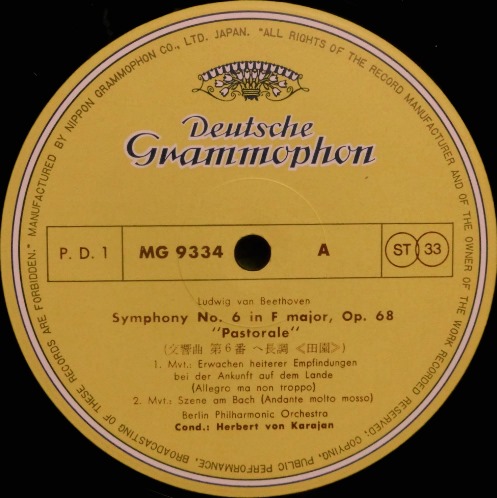 MANUFACTURED BY NIPPON GRAMMOPHON CO., LTD. JAPAN. "ALL RIGHTS OF THE RECORD MANUFACTURER AND OF THE OWNER OF THE RECORDED WORK RESERVED. COPYING, PUBLIC PERFORMANCE, BROADCASTING OF THESE RECORDS ARE FORBIDDEN."
Deutsche
Grammophon
P. D. 1 MG 9334 A ST 33
Ludwig van Beethoven
Symphony No. 6 in F major, Op. 68
"Pastorale"
(交響曲 第6番 ヘ長調 《田園》)
1. Mvt.: Erwachen heiterer Empfindungen
bei der Ankunft auf dem Lande
(Allegro ma non troppo)
2. Mvt.: Szene am Bach (Andante molto mosso)
Berlin Philharmonic Orchestra
Cond.: Herbert von Karajan